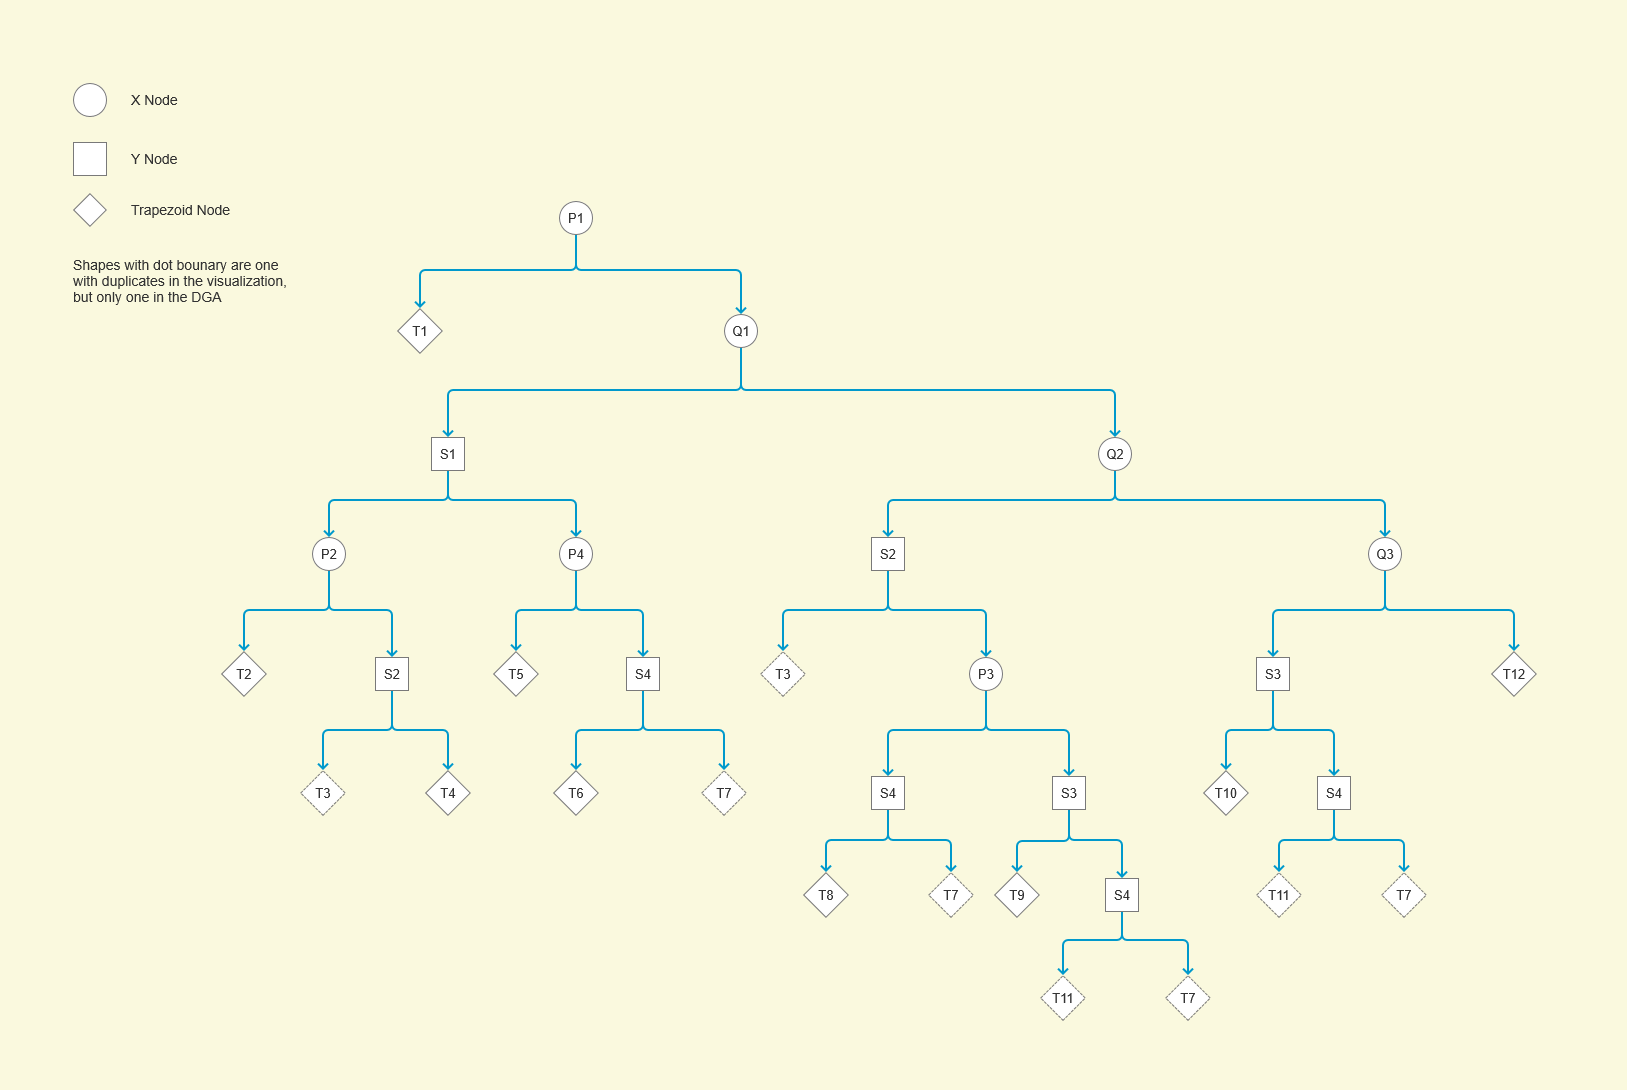 X Node
Y Node
Trapezoid Node
Shapes with dot bounary are one
with duplicates in the visualization,
but only one in the DGA
P1
T1
Q1
S1
Q2
P2
P4
S2
Q3
T2
S2
T5
S4
T3
P3
S3
T12
T3
T4
T6
T7
S4
S3
T10
S4
T8
T7
T9
S4
T11
T7
T11
T7